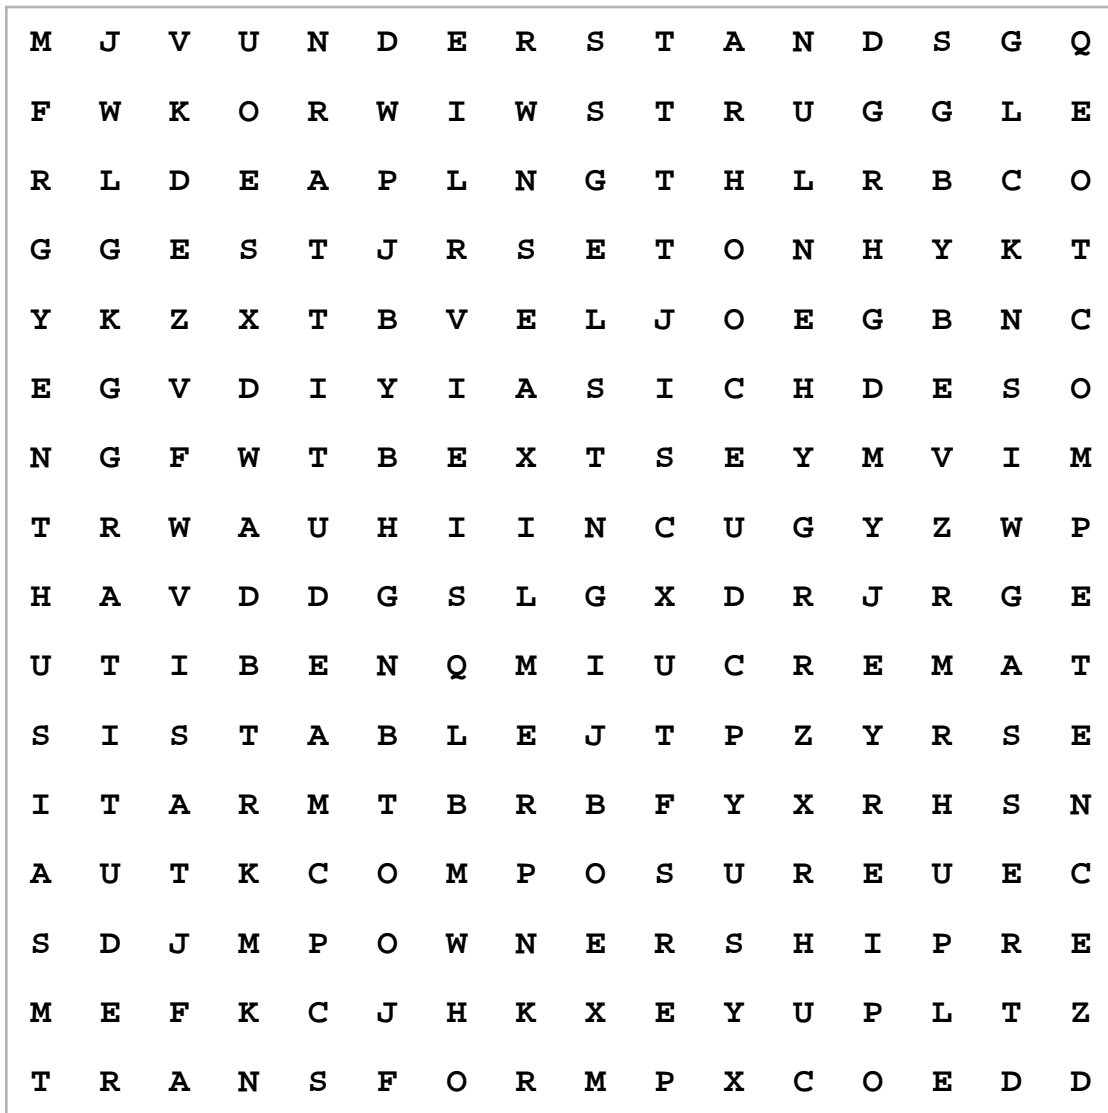 M J V U N D E R S T A N D S G Q
F W K O R W I W S T R U G G L E
R L D E A P L N G T H L R B C O
G G E S T J R S E T O N H Y K T
Y K Z X T B V E L J O E G B N C
E G V D I Y I A S I C H D E S O
N G F W T B E X T S E Y M V I M
T R W A U H I I N C U G Y Z W P
H A V D D G S L G X D R J R G E
U T I B E N Q M I U C R E M A T
S I S T A B L E J T P Z Y R S E
I T A R M T B R B F Y X R H S N
A U T K C O M P O S U R E U E C
S D J M P O W N E R S H I P R E
M E F K C J H K X E Y U P L T Z
T R A N S F O R M P X C O E D D